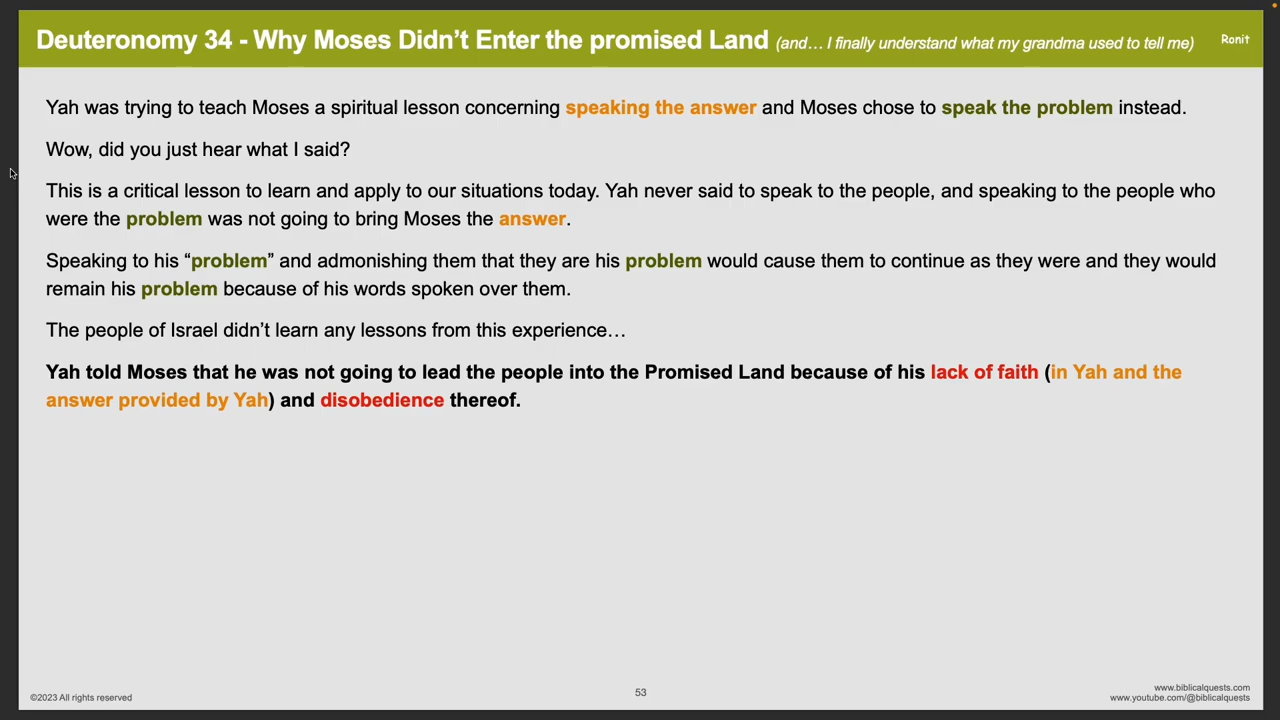 Deuteronomy 34 - Why Moses Didn’t Enter the promised Land (and… I finally understand what my grandma used to tell me)
Ronit
Yah was trying to teach Moses a spiritual lesson concerning speaking the answer and Moses chose to speak the problem instead.
Wow, did you just hear what I said?
This is a critical lesson to learn and apply to our situations today. Yah never said to speak to the people, and speaking to the people who
were the problem was not going to bring Moses the answer.
Speaking to his “problem” and admonishing them that they are his problem would cause them to continue as they were and they would
remain his problem because of his words spoken over them.
The people of Israel didn’t learn any lessons from this experience…
Yah told Moses that he was not going to lead the people into the Promised Land because of his lack of faith (in Yah and the
answer provided by Yah) and disobedience thereof.
©2023 All rights reserved
53
www.biblicalquests.com
www.youtube.com/@biblicalquests